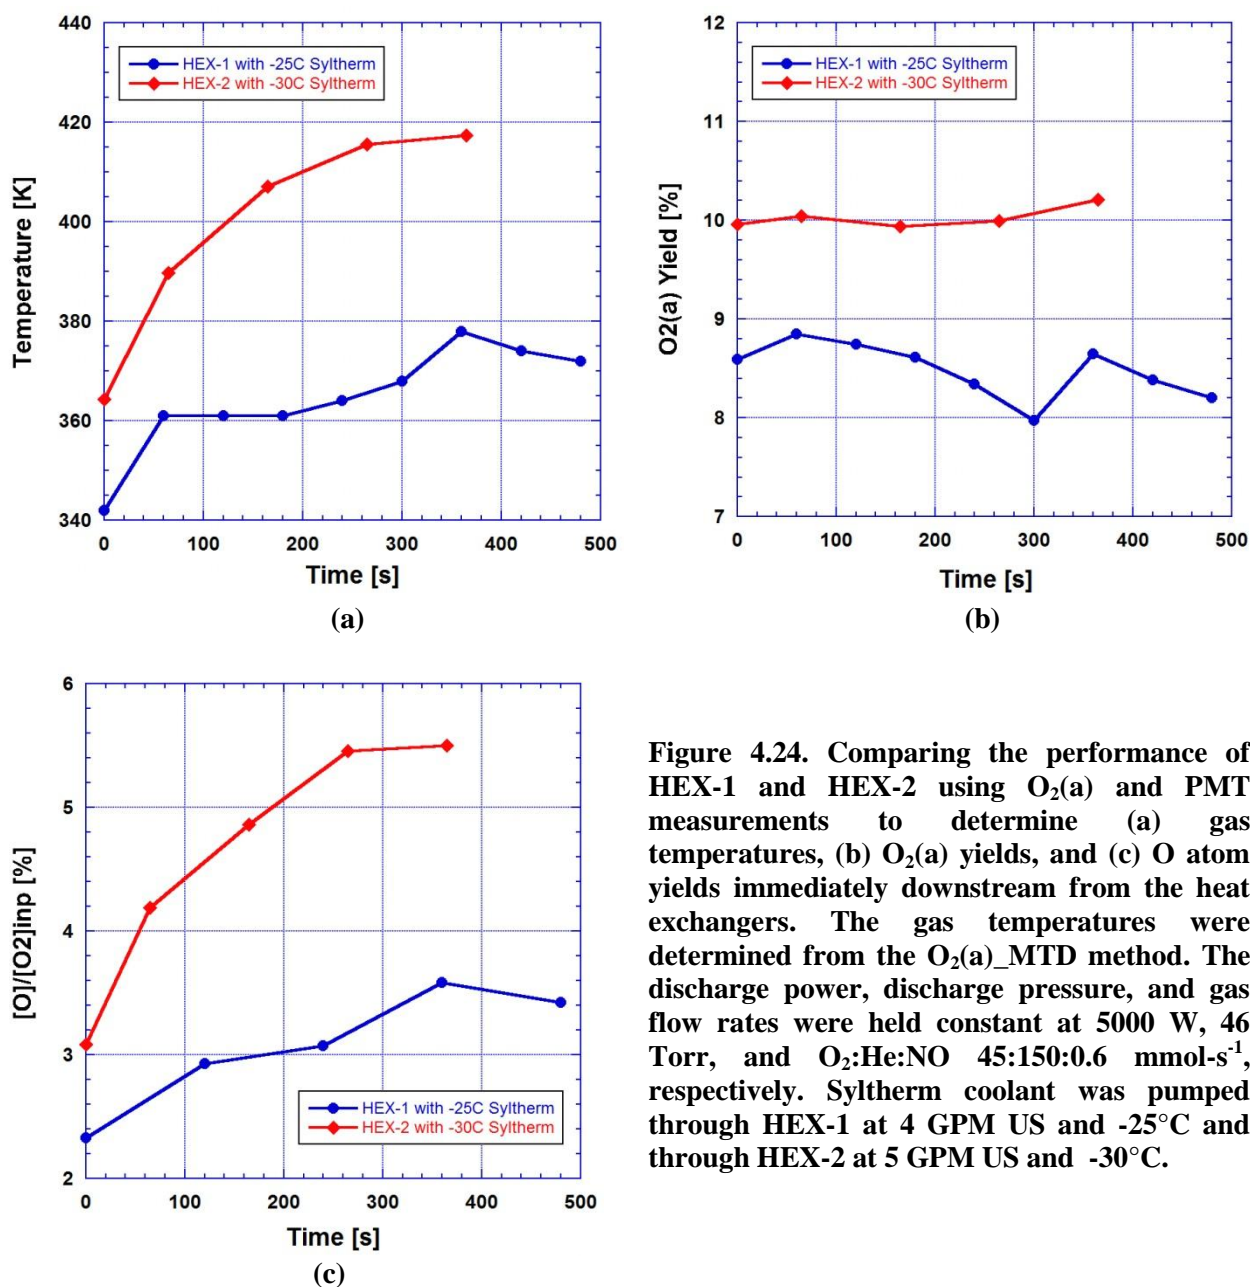 440
420
400
380
360
340
Temperature [K]
HEX-1 with -25C Syltherm
HEX-2 with -30C Syltherm
0 100 200 300 400 500
Time [s]
(a)
12
11
10
9
8
7
O2(a) Yield [%]
HEX-1 with -25C Syltherm
HEX-2 with -30C Syltherm
0 100 200 300 400 500
Time [s]
(b)
6
5
4
3
2
[O]/[O2]inp [%]
HEX-1 with -25C Syltherm
HEX-2 with -30C Syltherm
0 100 200 300 400 500
Time [s]
(c)
Figure 4.24. Comparing the performance of
HEX-1 and HEX-2 using O₂(a) and PMT
measurements to determine (a) gas
temperatures, (b) O₂(a) yields, and (c) O atom
yields immediately downstream from the heat
exchangers. The gas temperatures were
determined from the O₂(a)_MTD method. The
discharge power, discharge pressure, and gas
flow rates were held constant at 5000 W, 46
Torr, and O₂:He:NO 45:150:0.6 mmol-s⁻¹,
respectively. Syltherm coolant was pumped
through HEX-1 at 4 GPM US and -25°C and
through HEX-2 at 5 GPM US and -30°C.